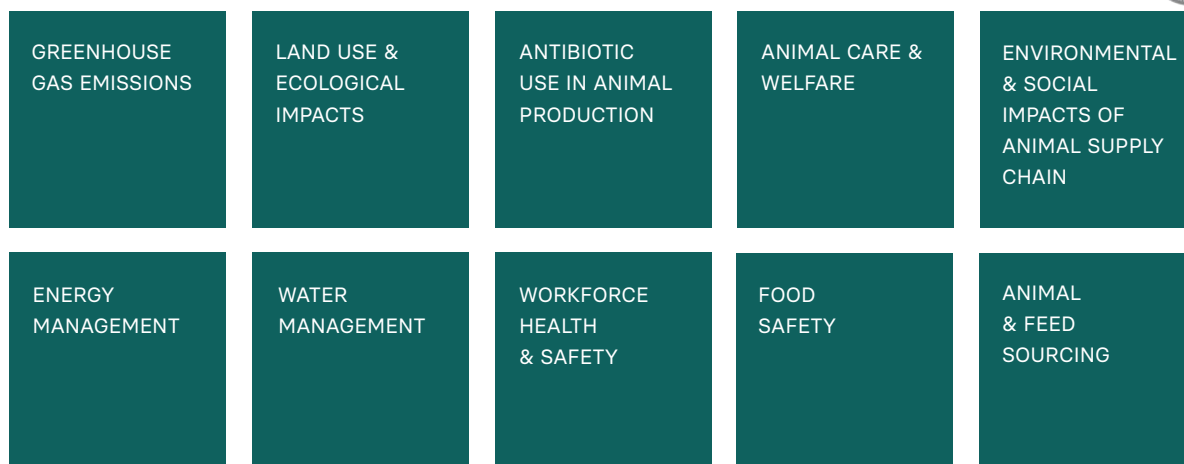 GREENHOUSE
GAS EMISSIONS
LAND USE &
ECOLOGICAL
IMPACTS
ANTIBIOTIC
USE IN ANIMAL
PRODUCTION
ANIMAL CARE &
WELFARE
ENVIRONMENTAL
& SOCIAL
IMPACTS OF
ANIMAL SUPPLY
CHAIN
ENERGY
MANAGEMENT
WATER
MANAGEMENT
WORKFORCE
HEALTH
& SAFETY
FOOD
SAFETY
ANIMAL
& FEED
SOURCING